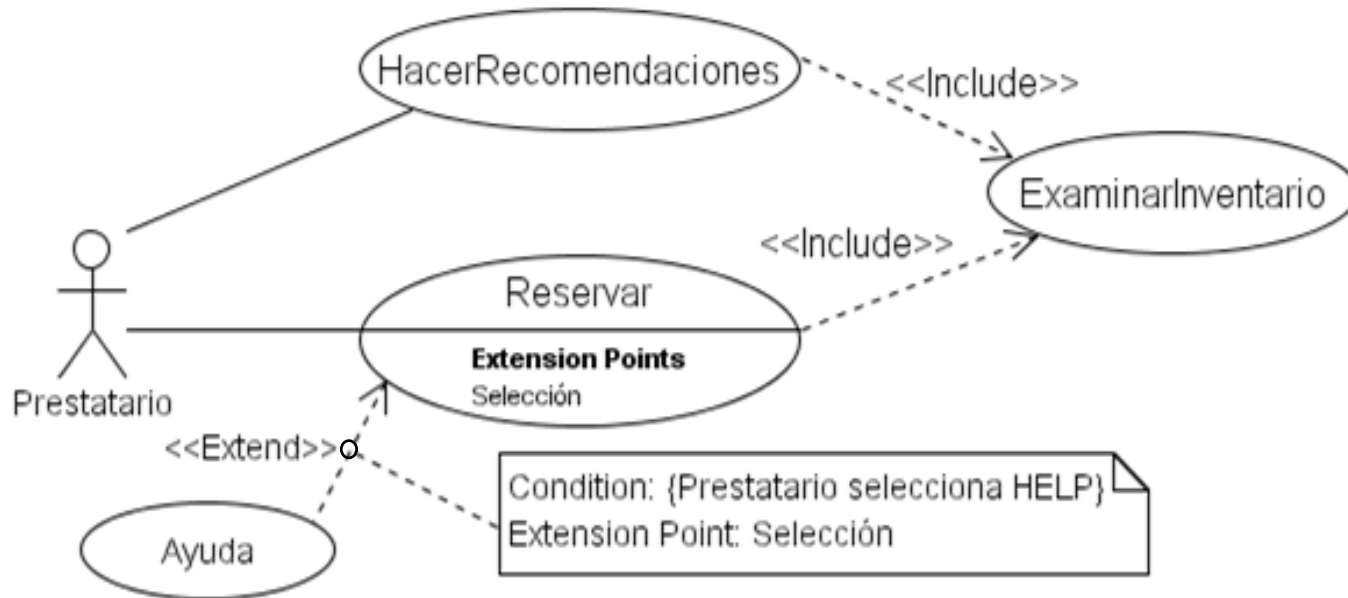 HacerRecomendaciones
<<Include>>
ExaminarInventario
<<Include>>
Reservar
Extension Points
Selección
Prestatario
<<Extend>>
Condition: {Prestatario selecciona HELP}
Extension Point: Selección
Ayuda